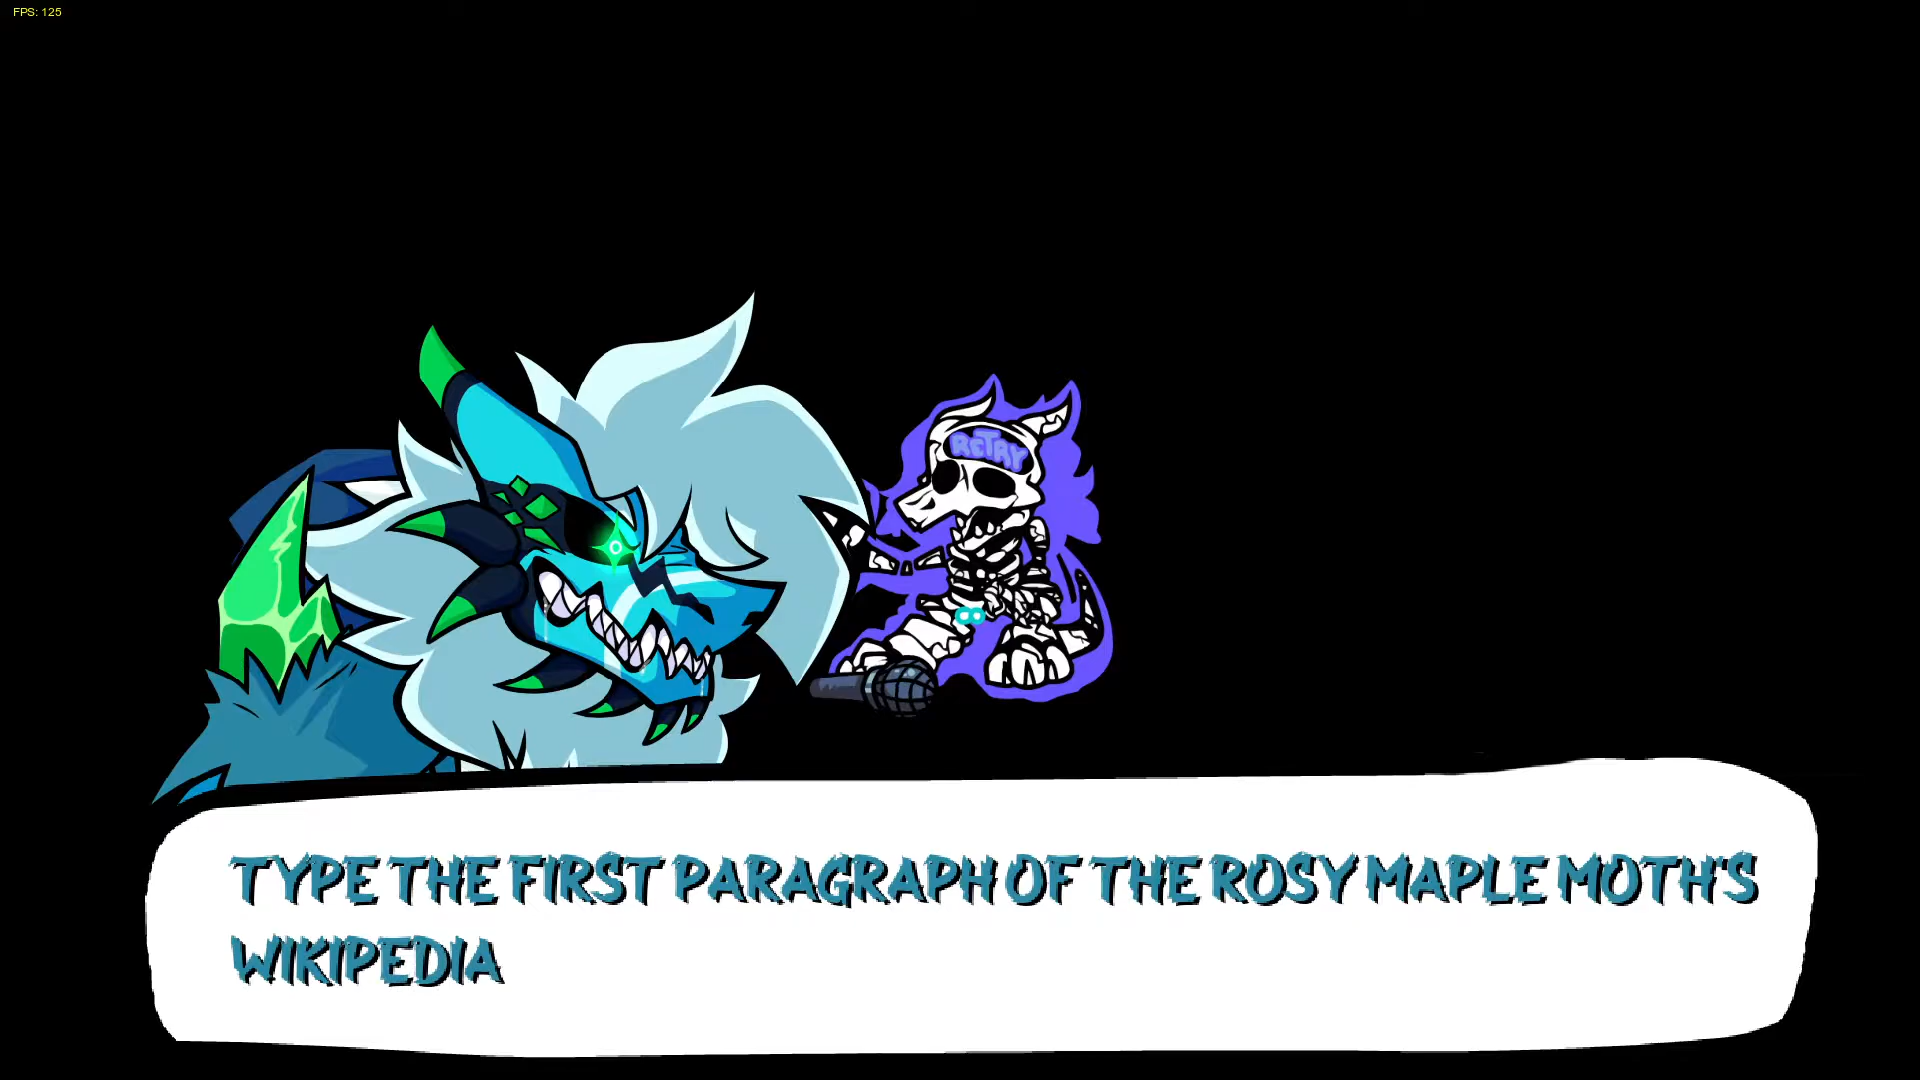 FPS: 125
RETRY
TYPE THE FIRST PARAGRAPH OF THE ROSY MAPLE MOTH'S
WIKIPEDIA